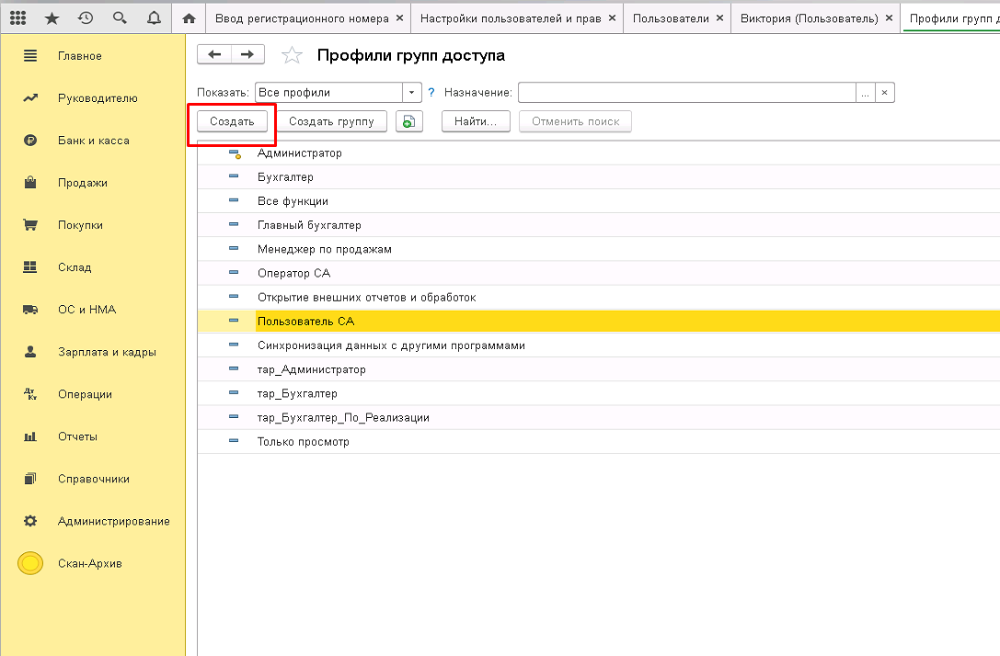 Ввод регистрационного номера × Настройки пользователей и прав × Пользователи × Виктория (Пользователь) × Профили групп д
Главное
Руководителю
Банк и касса
Продажи
Покупки
Склад
ОС и НМА
Зарплата и кадры
Операции
Отчеты
Справочники
Администрирование
Скан-Архив
Профили групп доступа
Показать: Все профили ? Назначение: ... ×
Создать Создать группу Найти... Отменить поиск
Администратор
Бухгалтер
Все функции
Главный бухгалтер
Менеджер по продажам
Оператор СА
Открытие внешних отчетов и обработок
Пользователь СА
Синхронизация данных с другими программами
тар_Администратор
тар_Бухгалтер
тар_Бухгалтер_По_Реализации
Только просмотр